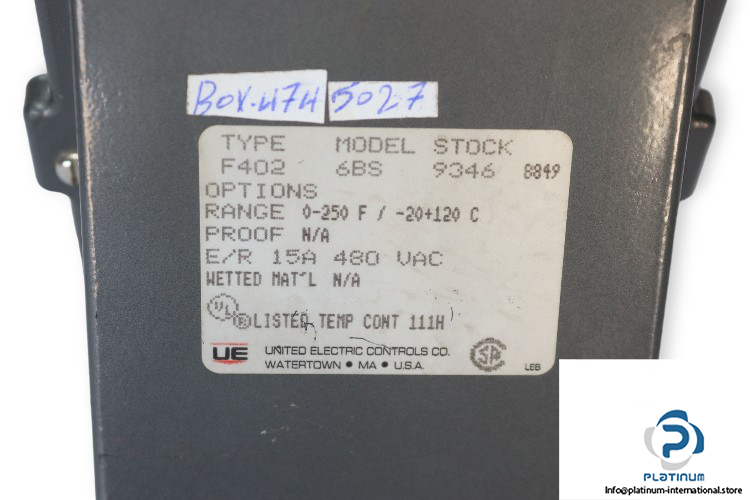 BOX-474 5027
TYPE MODEL STOCK
F402 6BS 9346 8849
OPTIONS
RANGE 0-250 F / -20+120 C
PROOF N/A
E/R 15A 480 VAC
WETTED MAT'L N/A
UL ® LISTED TEMP CONT 111H
UE UNITED ELECTRIC CONTROLS CO. SA
WATERTOWN • MA • U.S.A. LEB
PLATINUM
Info@platinum-international.store